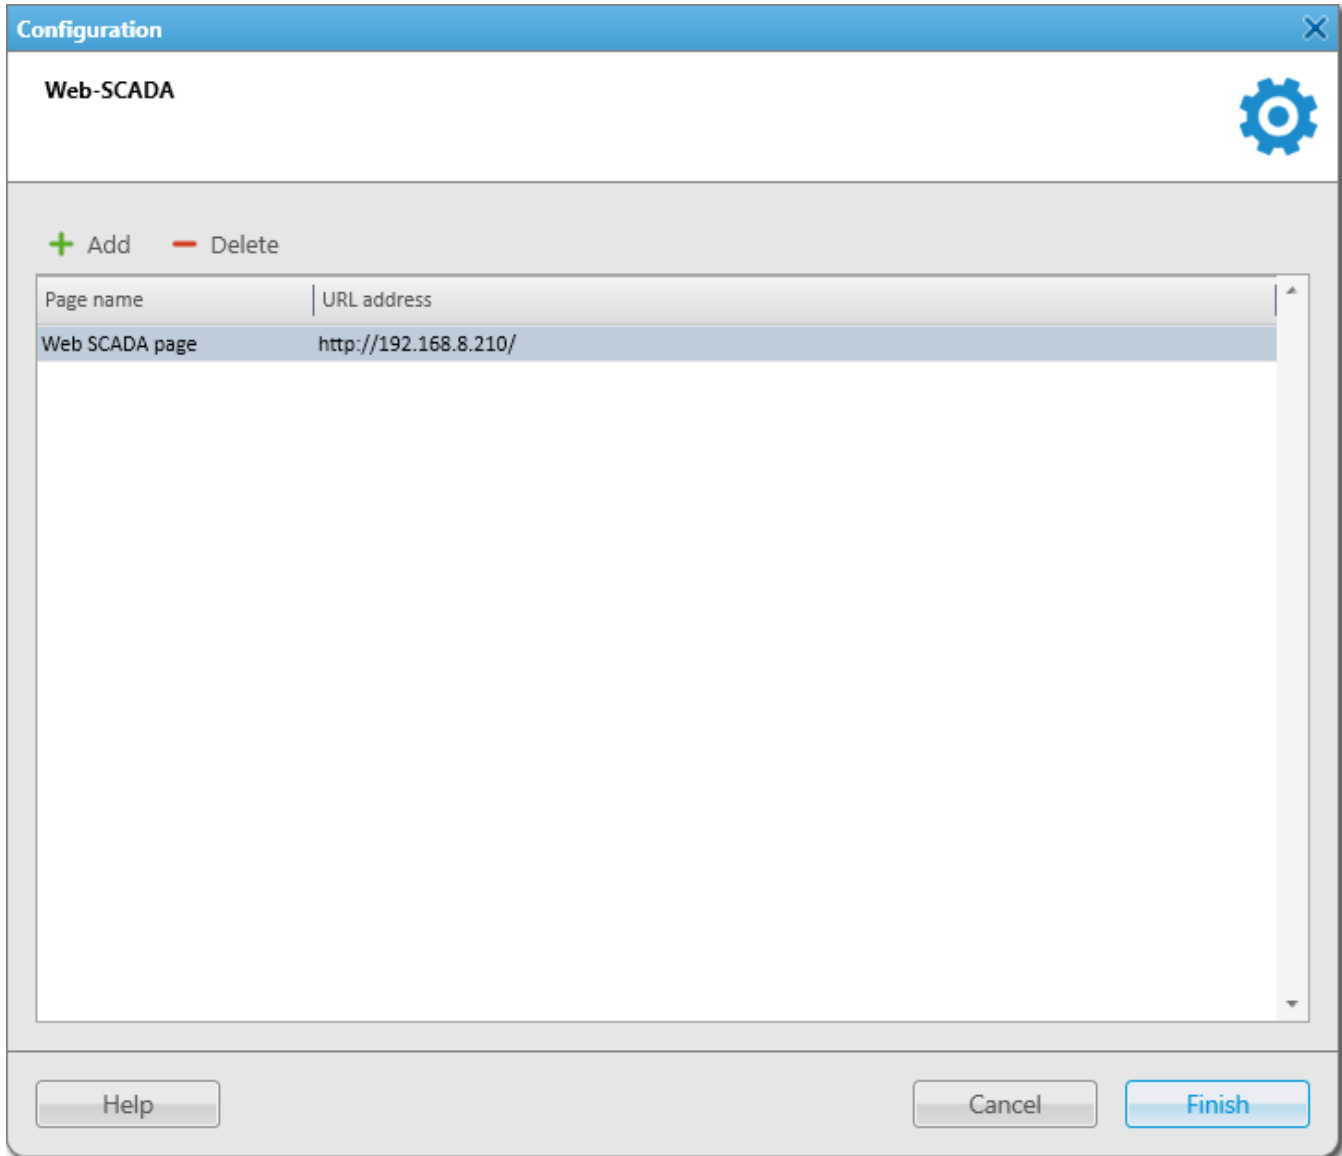 Configuration
Web-SCADA
Add Delete
Page name URL address
Web SCADA page http://192.168.8.210/
Help Cancel Finish